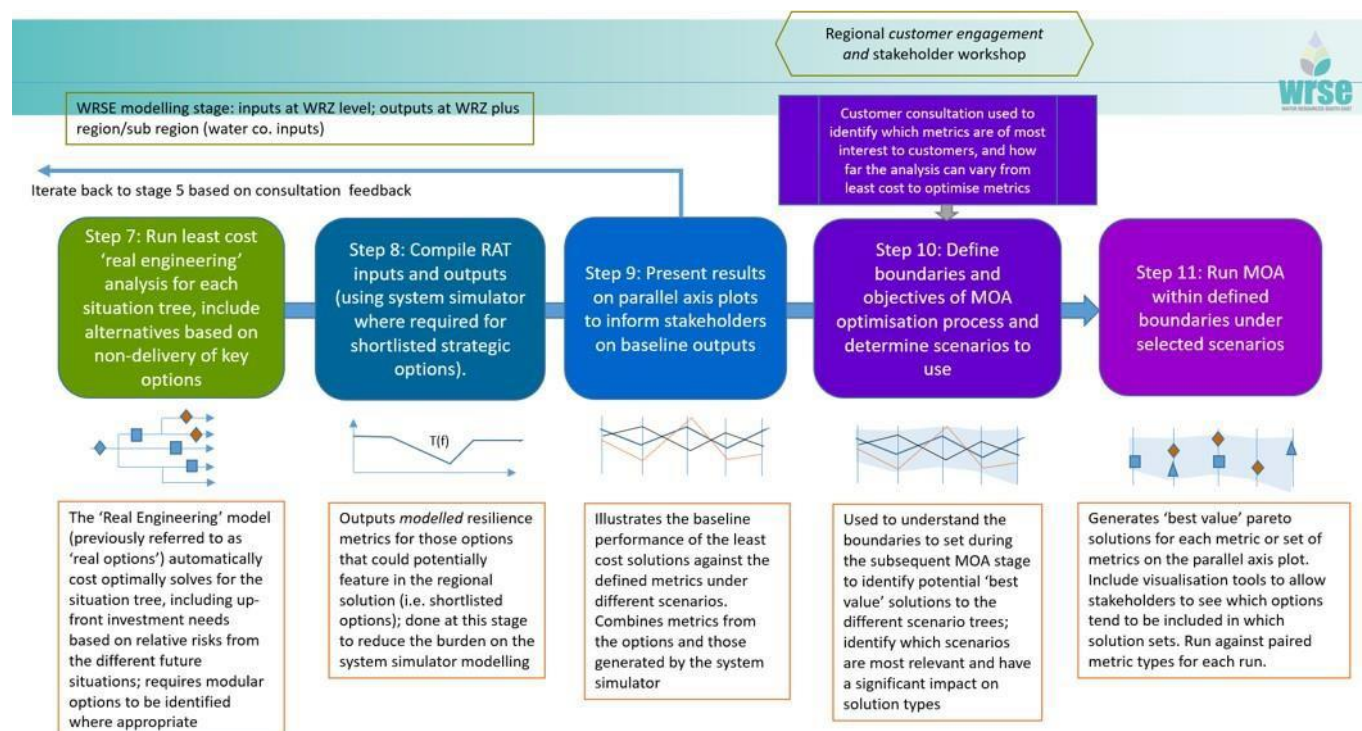 Regional customer engagement
and stakeholder workshop
wrse
WATER RESOURCES SOUTH EAST
WRSE modelling stage: inputs at WRZ level; outputs at WRZ plus
region/sub region (water co. inputs)
Customer consultation used to
identify which metrics are of most
interest to customers, and how
far the analysis can vary from
least cost to optimise metrics
Iterate back to stage 5 based on consultation feedback
Step 7: Run least cost
‘real engineering’
analysis for each
situation tree, include
alternatives based on
non-delivery of key
options
Step 8: Compile RAT
inputs and outputs
(using system simulator
where required for
shortlisted strategic
options).
Step 9: Present results
on parallel axis plots
to inform stakeholders
on baseline outputs
Step 10: Define
boundaries and
objectives of MOA
optimisation process and
determine scenarios to
use
Step 11: Run MOA
within defined
boundaries under
selected scenarios
T(f)
The ‘Real Engineering’ model
(previously referred to as
‘real options’) automatically
cost optimally solves for the
situation tree, including up-
front investment needs
based on relative risks from
the different future
situations; requires modular
options to be identified
where appropriate
Outputs modelled resilience
metrics for those options
that could potentially
feature in the regional
solution (i.e. shortlisted
options); done at this stage
to reduce the burden on the
system simulator modelling
Illustrates the baseline
performance of the least
cost solutions against the
defined metrics under
different scenarios.
Combines metrics from
the options and those
generated by the system
simulator
Used to understand the
boundaries to set during
the subsequent MOA stage
to identify potential ‘best
value’ solutions to the
different scenario trees;
identify which scenarios
are most relevant and have
a significant impact on
solution types
Generates ‘best value’ pareto
solutions for each metric or set of
metrics on the parallel axis plot.
Include visualisation tools to allow
stakeholders to see which options
tend to be included in which
solution sets. Run against paired
metric types for each run.